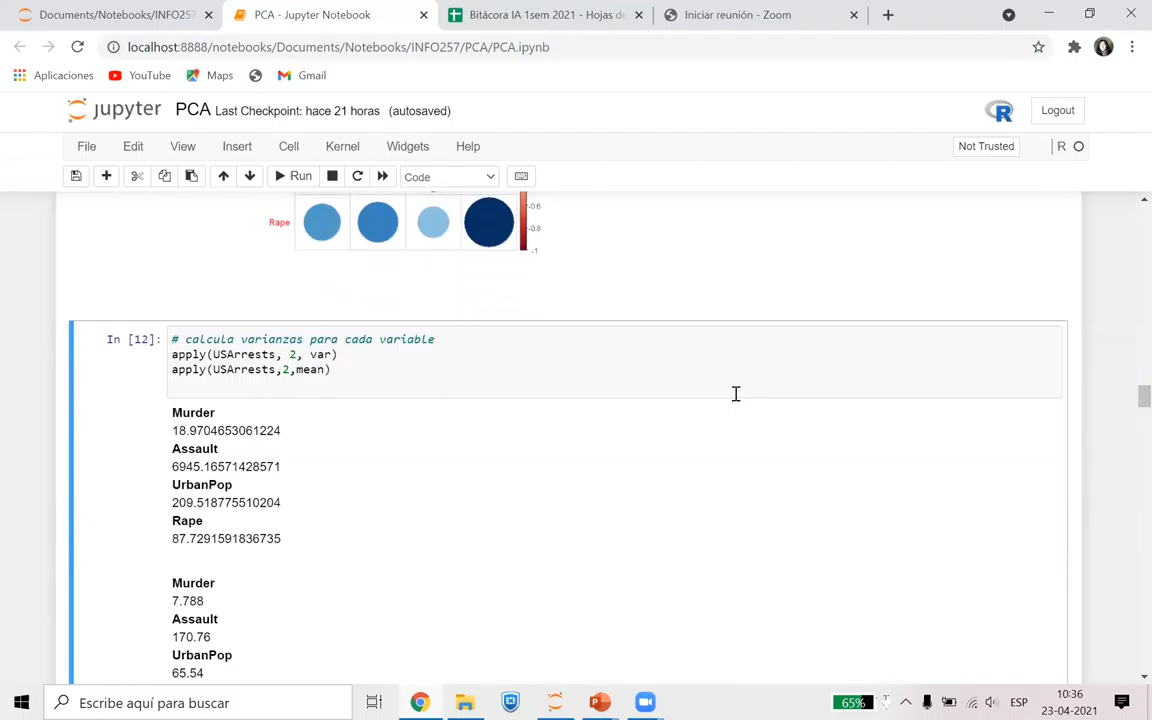 Documents/Notebooks/INFO257
PCA - Jupyter Notebook
Bitácora IA 1sem 2021 - Hojas de
Iniciar reunión - Zoom
localhost:8888/notebooks/Documents/Notebooks/INFO257/PCA/PCA.ipynb
Aplicaciones YouTube Maps Gmail
jupyter PCA Last Checkpoint: hace 21 horas (autosaved) R Logout
File Edit View Insert Cell Kernel Widgets Help Not Trusted R
Run Code
-0.6
Rape
-0.8
-1
In [12]: # calcula varianzas para cada variable
apply(USArrests, 2, var)
apply(USArrests,2,mean)
Murder
18.9704653061224
Assault
6945.16571428571
UrbanPop
209.518775510204
Rape
87.7291591836735
Murder
7.788
Assault
170.76
UrbanPop
65.54
Escribe aquí para buscar
65%
ESP
10:36
23-04-2021